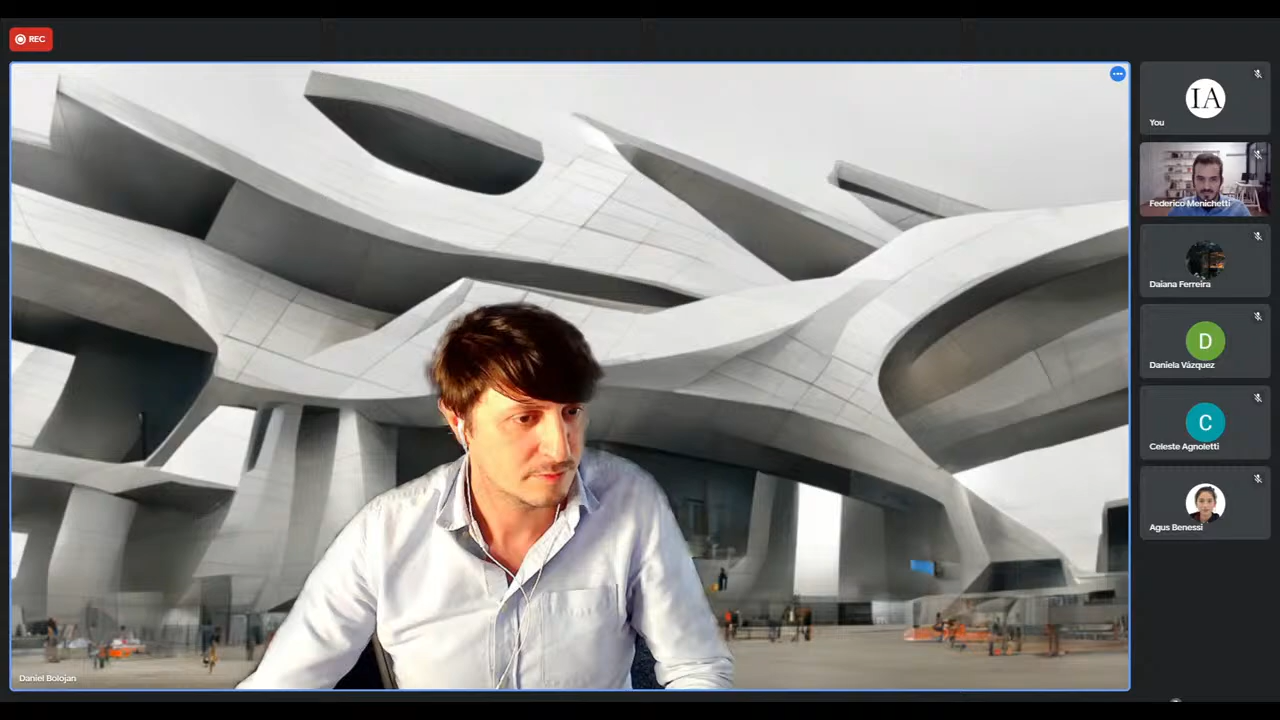 REC
IA
You
Federico Menichetti
Daiana Ferreira
D
Daniela Vázquez
C
Celeste Agnoletti
Agus Benessi
Daniel Bolojan